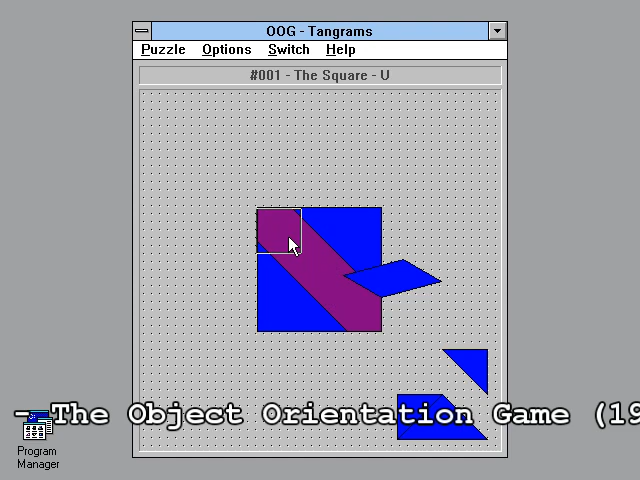 OOG - Tangrams
Puzzle Options Switch Help
#001 - The Square - U
- The Object Orientation Game (19
Program
Manager